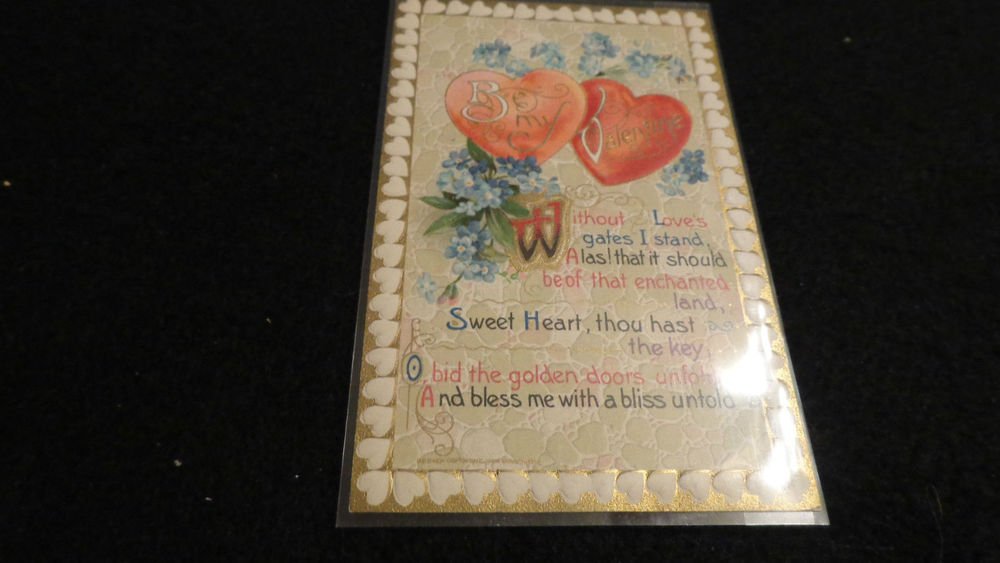 Be my Valentine
Without Love's
gates I stand,
Alas! that it should
be of that enchanted
land,
Sweet Heart, thou hast
the key,
O, bid the golden doors
And bless me with a bliss untold